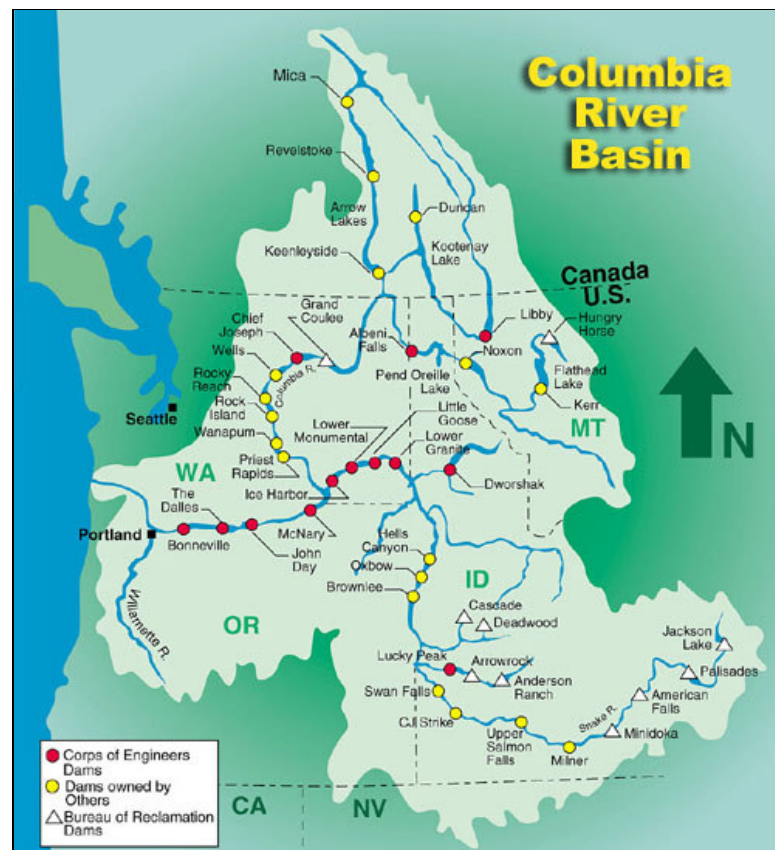 Columbia
River
Basin
Mica
Revelstoke
Arrow
Lakes
Duncan
Kootenay
Lake
Keenleyside
Canada
U.S.
Grand
Coulee
Chief
Joseph
Albeni
Falls
Libby
Hungry
Horse
Noxon
Wells
Columbia R.
Pend Oreille
Lake
Flathead
Lake
Rocky
Reach
Kerr
Rock
Island
Seattle
Little
Goose
Wanapum
Lower
Monumental
Lower
Granite
MT
N
WA
Priest
Rapids
Ice Harbor
Dworshak
The
Dalles
Portland
Bonneville
McNary
John
Day
Hells
Canyon
Oxbow
Brownlee
ID
Cascade
Deadwood
Willamette R.
OR
Jackson
Lake
Lucky Peak
Arrowrock
Palisades
Anderson
Ranch
Swan Falls
American
Falls
Snake R.
CJ Strike
Upper
Salmon
Falls
Minidoka
Milner
Corps of Engineers
Dams
Dams owned by
Others
Bureau of Reclamation
Dams
CA
NV